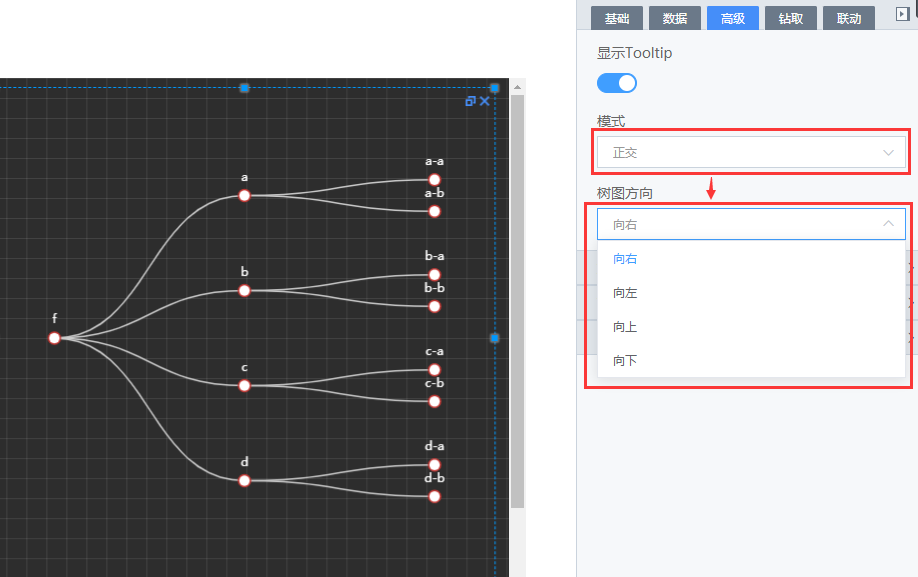 基础 数据 高级 钻取 联动
显示Tooltip
模式
正交
树图方向
向右
向右
向左
向上
向下
a-a
a
a-b
b-a
b
b-b
f
c-a
c
c-b
d-a
d
d-b